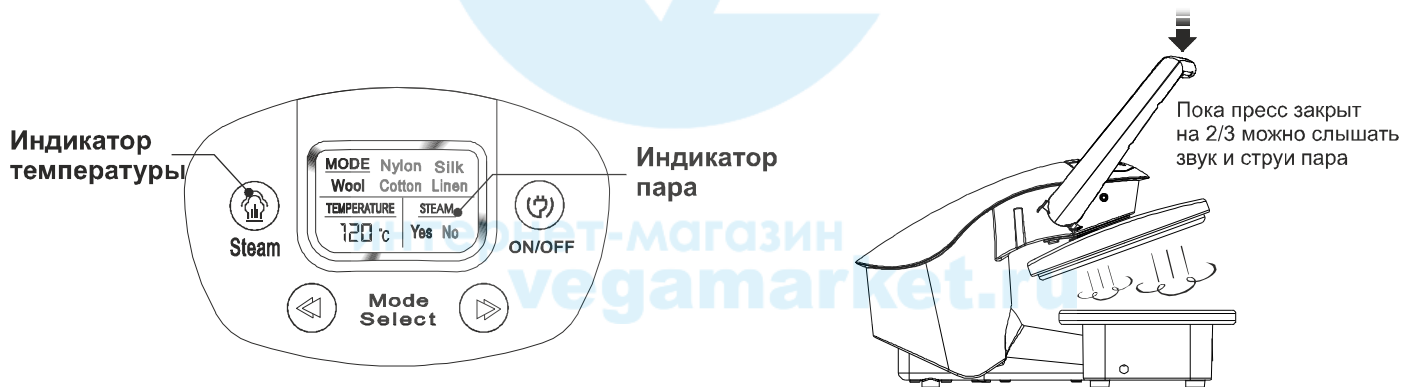 Индикатор
температуры
Steam
MODE Nylon Silk
Wool Cotton Linen
TEMPERATURE STEAM
120 °C Yes No
Mode
Select
Индикатор
пара
ON/OFF
Пока пресс закрыт
на 2/3 можно слышать
звук и струи пара
интернет-магазин
vegamarket.ru